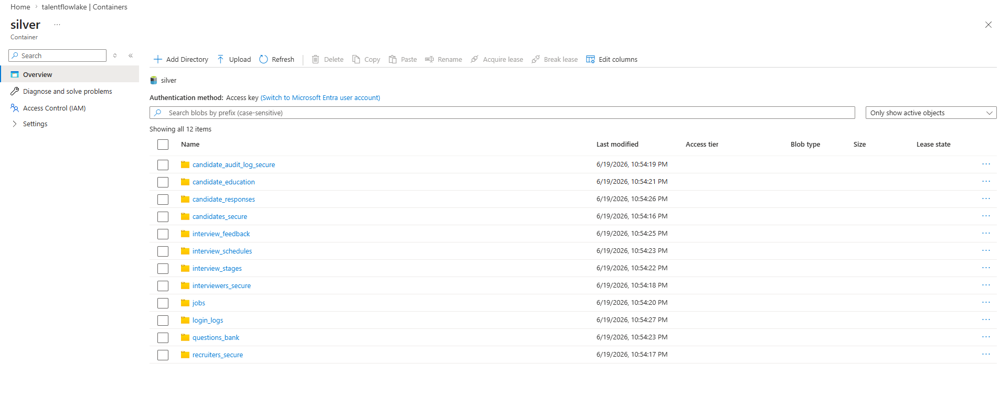 Home > talentflowlake | Containers
silver ...
Container
Search
Overview
Diagnose and solve problems
Access Control (IAM)
Settings
Add Directory Upload Refresh Delete Copy Paste Rename Acquire lease Break lease Edit columns
silver
Authentication method: Access key (Switch to Microsoft Entra user account)
Search blobs by prefix (case-sensitive) Only show active objects
Showing all 12 items
Name Last modified Access tier Blob type Size Lease state
candidate_audit_log_secure 6/19/2026, 10:54:19 PM ...
candidate_education 6/19/2026, 10:54:21 PM ...
candidate_responses 6/19/2026, 10:54:26 PM ...
candidates_secure 6/19/2026, 10:54:16 PM ...
interview_feedback 6/19/2026, 10:54:25 PM ...
interview_schedules 6/19/2026, 10:54:23 PM ...
interview_stages 6/19/2026, 10:54:22 PM ...
interviewers_secure 6/19/2026, 10:54:18 PM ...
jobs 6/19/2026, 10:54:20 PM ...
login_logs 6/19/2026, 10:54:27 PM ...
questions_bank 6/19/2026, 10:54:23 PM ...
recruiters_secure 6/19/2026, 10:54:17 PM ...